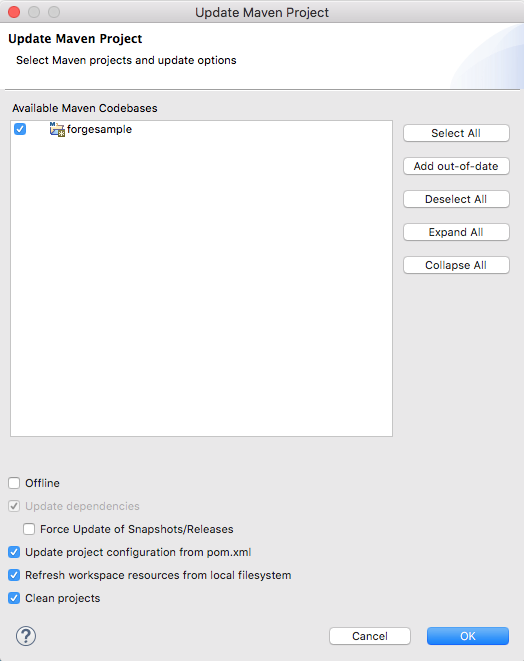 Update Maven Project
Update Maven Project
Select Maven projects and update options
Available Maven Codebases
forgesample
Select All
Add out-of-date
Deselect All
Expand All
Collapse All
Offline
Update dependencies
Force Update of Snapshots/Releases
Update project configuration from pom.xml
Refresh workspace resources from local filesystem
Clean projects
?
Cancel
OK